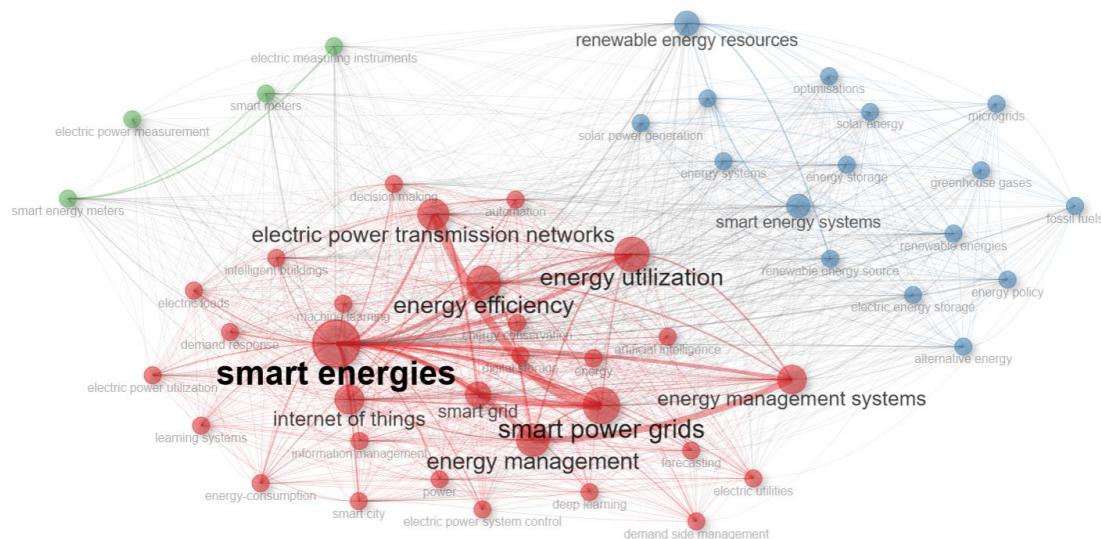 renewable energy resources
electric measuring instruments
optimisations
smart meters
solar energy
microgrids
electric power measurement
solar power generation
energy systems
energy storage
greenhouse gases
decision making
smart energy meters
automation
smart energy systems
fossil fuels
electric power transmission networks
renewable energies
intelligent buildings
energy utilization
renewable energy source
electric loads
energy efficiency
electric energy storage
energy policy
machine learning
energy conservation
demand response
artificial intelligence
alternative energy
digital storage
energy
smart energies
electric power utilization
energy management systems
internet of things
smart grid
smart power grids
learning systems
information management
energy management
forecasting
energy-consumption
power
electric utilities
smart city
deep learning
electric power system control
demand side management